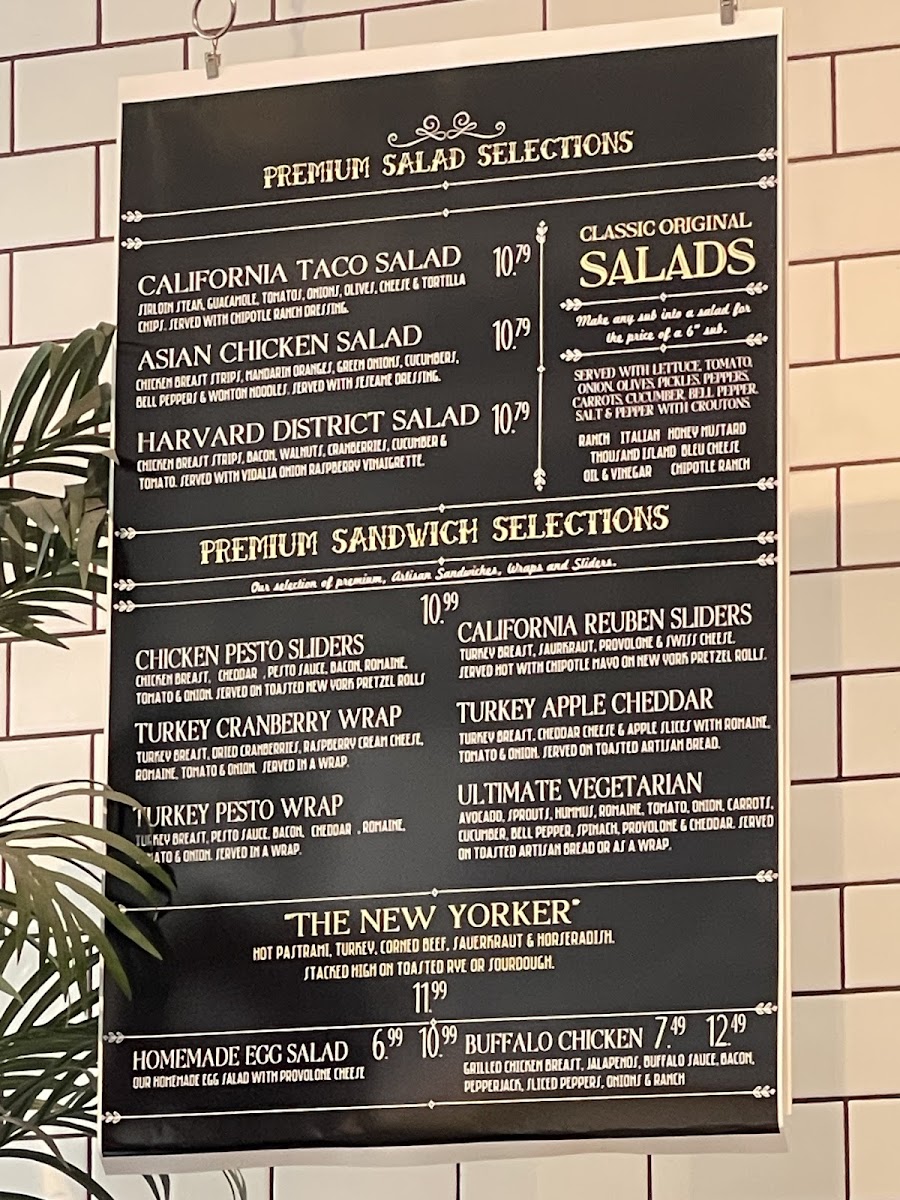 PREMIUM SALAD SELECTIONS
CALIFORNIA TACO SALAD 10.79
SIRLOIN STEAK, GUACAMOLE, TOMATOS, ONIONS, OLIVES, CHEESE & TORTILLA
CHIPS. SERVED WITH CHIPOTLE RANCH DRESSING.
ASIAN CHICKEN SALAD 10.79
CHICKEN BREAST STRIPS, MANDARIN ORANGES, GREEN ONIONS, CUCUMBERS,
BELL PEPPERS & WONTON NOODLES. SERVED WITH SESEAME DRESSING.
HARVARD DISTRICT SALAD 10.79
CHICKEN BREAST STRIPS, BACON, WALNUTS, CRANBERRIES, CUCUMBER &
TOMATO. SERVED WITH VIDALIA ONION RASPBERRY VINAIGRETTE.
CLASSIC ORIGINAL
SALADS
Make any sub into a salad for
the price of a 6" sub.
SERVED WITH LETTUCE, TOMATO,
ONION, OLIVES, PICKLES, PEPPERS,
CARROTS, CUCUMBER, BELL PEPPER,
SALT & PEPPER WITH CROUTONS.
RANCH ITALIAN HONEY MUSTARD
THOUSAND ISLAND BLEU CHEESE
OIL & VINEGAR CHIPOTLE RANCH
PREMIUM SANDWICH SELECTIONS
Our selection of premium, Artisan Sandwiches, Wraps and Sliders.
10.99
CHICKEN PESTO SLIDERS
CHICKEN BREAST, CHEDDAR , PESTO SAUCE, BACON, ROMAINE,
TOMATO & ONION. SERVED ON TOASTED NEW YORK PRETZEL ROLLS
TURKEY CRANBERRY WRAP
TURKEY BREAST, DRIED CRANBERRIES, RASPBERRY CREAM CHEESE,
ROMAINE, TOMATO & ONION. SERVED IN A WRAP.
TURKEY PESTO WRAP
TURKEY BREAST, PESTO SAUCE, BACON, CHEDDAR , ROMAINE,
TOMATO & ONION. SERVED IN A WRAP.
CALIFORNIA REUBEN SLIDERS
TURKEY BREAST, SAURKRAUT, PROVOLONE & SWISS CHEESE.
SERVED HOT WITH CHIPOTLE MAYO ON NEW YORK PRETZEL ROLLS.
TURKEY APPLE CHEDDAR
TURKEY BREAST, CHEDDAR CHEESE & APPLE SLICES WITH ROMAINE,
TOMATO & ONION. SERVED ON TOASTED ARTISAN BREAD.
ULTIMATE VEGETARIAN
AVOCADO, SPROUTS, HUMMUS, ROMAINE, TOMATO, ONION, CARROTS,
CUCUMBER, BELL PEPPER, SPINACH, PROVOLONE & CHEDDAR. SERVED
ON TOASTED ARTISAN BREAD OR AS A WRAP.
"THE NEW YORKER"
HOT PASTRAMI, TURKEY, CORNED BEEF, SAUERKRAUT & HORSERADISH.
STACKED HIGH ON TOASTED RYE OR SOURDOUGH.
11.99
HOMEMADE EGG SALAD 6.99 10.99
OUR HOMEMADE EGG SALAD WITH PROVOLONE CHEESE
BUFFALO CHICKEN 7.49 12.49
GRILLED CHICKEN BREAST, JALAPENOS, BUFFALO SAUCE, BACON,
PEPPERJACK, SLICED PEPPERS, ONIONS & RANCH